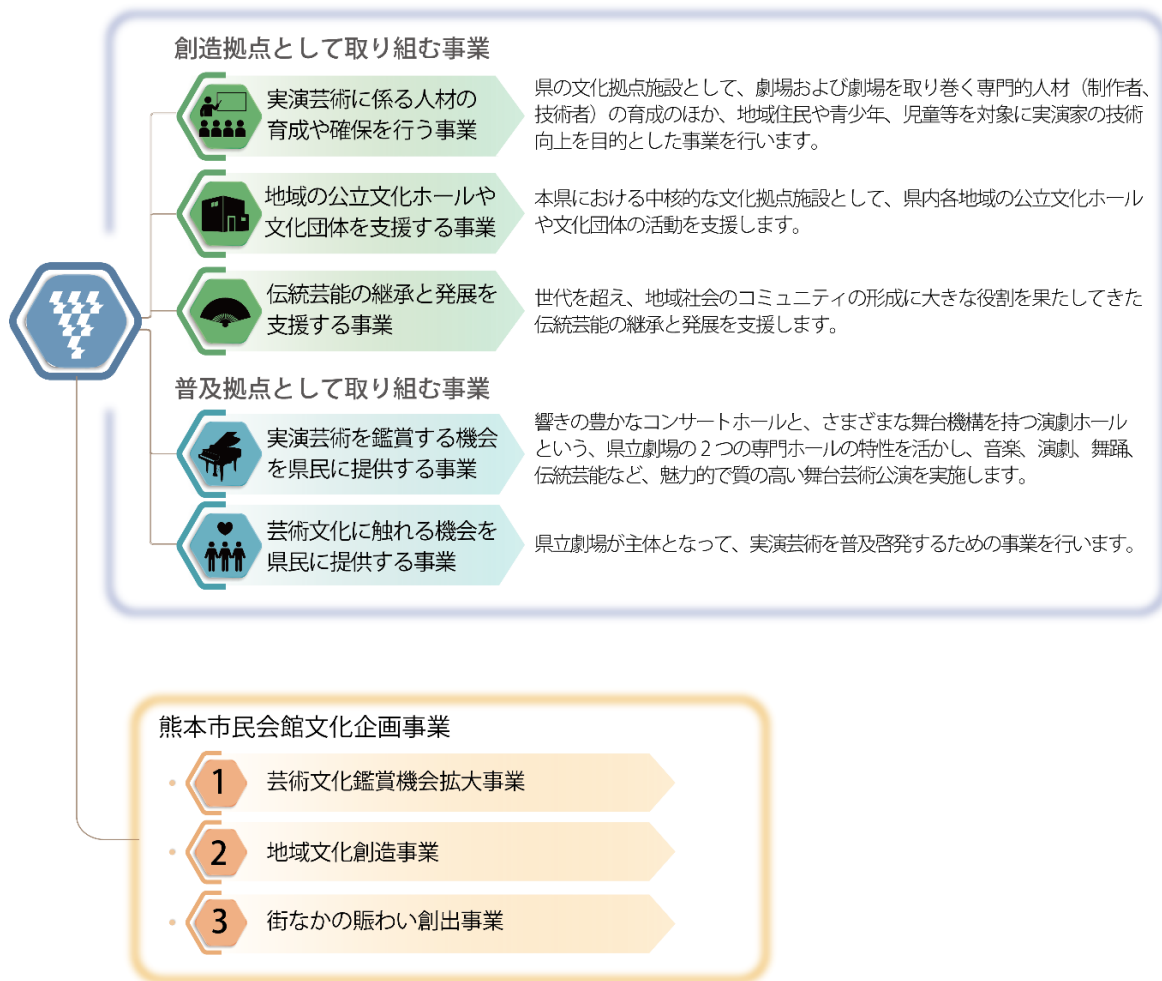 創造拠点として取り組む事業
実演芸術に係る人材の
育成や確保を行う事業
県の文化拠点施設として、劇場および劇場を取り巻く専門的人材（制作者、
技術者）の育成のほか、地域住民や青少年、児童等を対象に実演家の技術
向上を目的とした事業を行います。
地域の公立文化ホールや
文化団体を支援する事業
本県における中核的な文化拠点施設として、県内各地域の公立文化ホール
や文化団体の活動を支援します。
伝統芸能の継承と発展を
支援する事業
世代を超え、地域社会のコミュニティの形成に大きな役割を果たしてきた
伝統芸能の継承と発展を支援します。
普及拠点として取り組む事業
実演芸術を鑑賞する機会
を県民に提供する事業
響きの豊かなコンサートホールと、さまざまな舞台機構を持つ演劇ホール
という、県立劇場の2つの専門ホールの特性を活かし、音楽、演劇、舞踊、
伝統芸能など、魅力的で質の高い舞台芸術公演を実施します。
芸術文化に触れる機会を
県民に提供する事業
県立劇場が主体となって、実演芸術を普及啓発するための事業を行います。
熊本市民会館文化企画事業
1 芸術文化鑑賞機会拡大事業
2 地域文化創造事業
3 街なかの賑わい創出事業